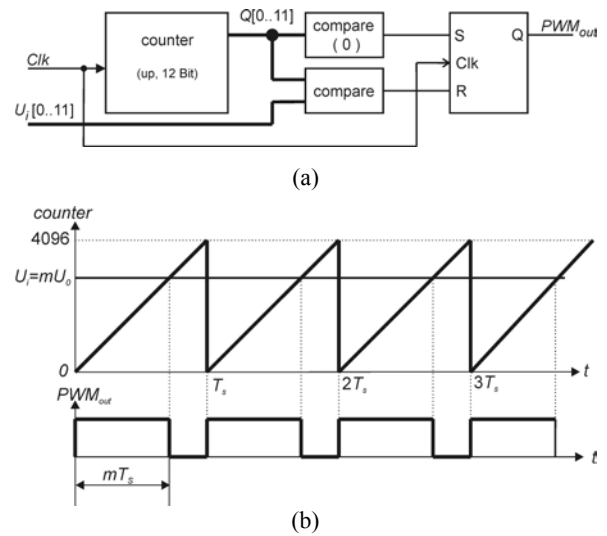 Q[0..11]
counter
(up, 12 Bit)
compare
( 0 )
S
Q
PWM_out
Clk
Clk
compare
R
U_i[0..11]
(a)
counter
4096
U_i=mU_0
0
T_s
2T_s
3T_s
t
PWM_out
t
mT_s
(b)